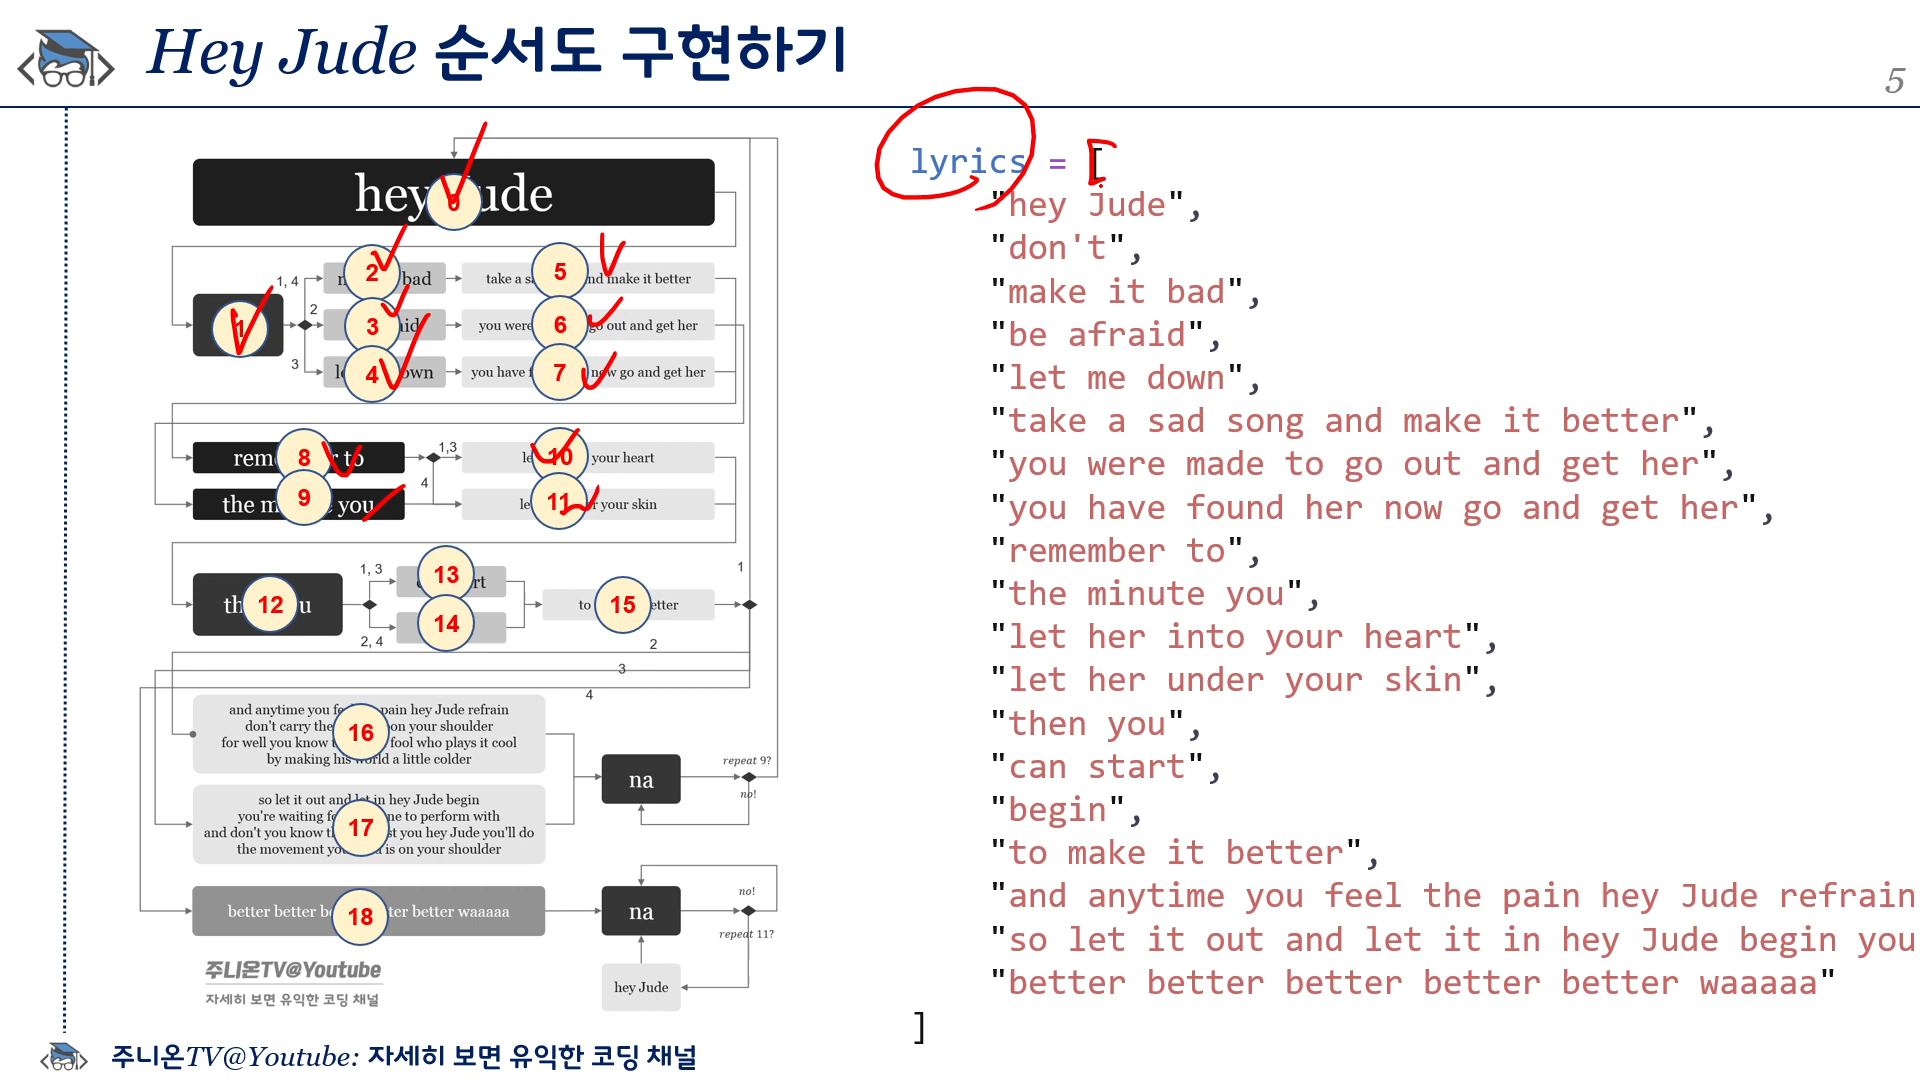 Hey Jude 순서도 구현하기
5
hey Jude
0
1
1, 4
2
3
2
bad
3
4
own
take a
5
nd make it better
you were
6
go out and get her
you have
7
now go and get her
8
to
9
the
you
1,3
4
10
your heart
11
your skin
12
1, 3
2, 4
13
14
to
15
etter
1
2
3
4
and anytime you
pain hey Jude refrain
don't carry the
on your shoulder
for well you know
fool who plays it cool
by making his world a little colder
16
so let it out and let in hey Jude begin
you're waiting
ne to perform with
and don't you know
st you hey Jude you'll do
the movement
is on your shoulder
17
na
repeat 9?
no!
better better
ter better waaaaa
18
na
no!
repeat 11?
hey Jude
주니온TV@Youtube
자세히 보면 유익한 코딩 채널
lyrics = [
"hey Jude",
"don't",
"make it bad",
"be afraid",
"let me down",
"take a sad song and make it better",
"you were made to go out and get her",
"you have found her now go and get her",
"remember to",
"the minute you",
"let her into your heart",
"let her under your skin",
"then you",
"can start",
"begin",
"to make it better",
"and anytime you feel the pain hey Jude refrain
"so let it out and let it in hey Jude begin you
"better better better better better waaaaa"
]
주니온TV@Youtube: 자세히 보면 유익한 코딩 채널